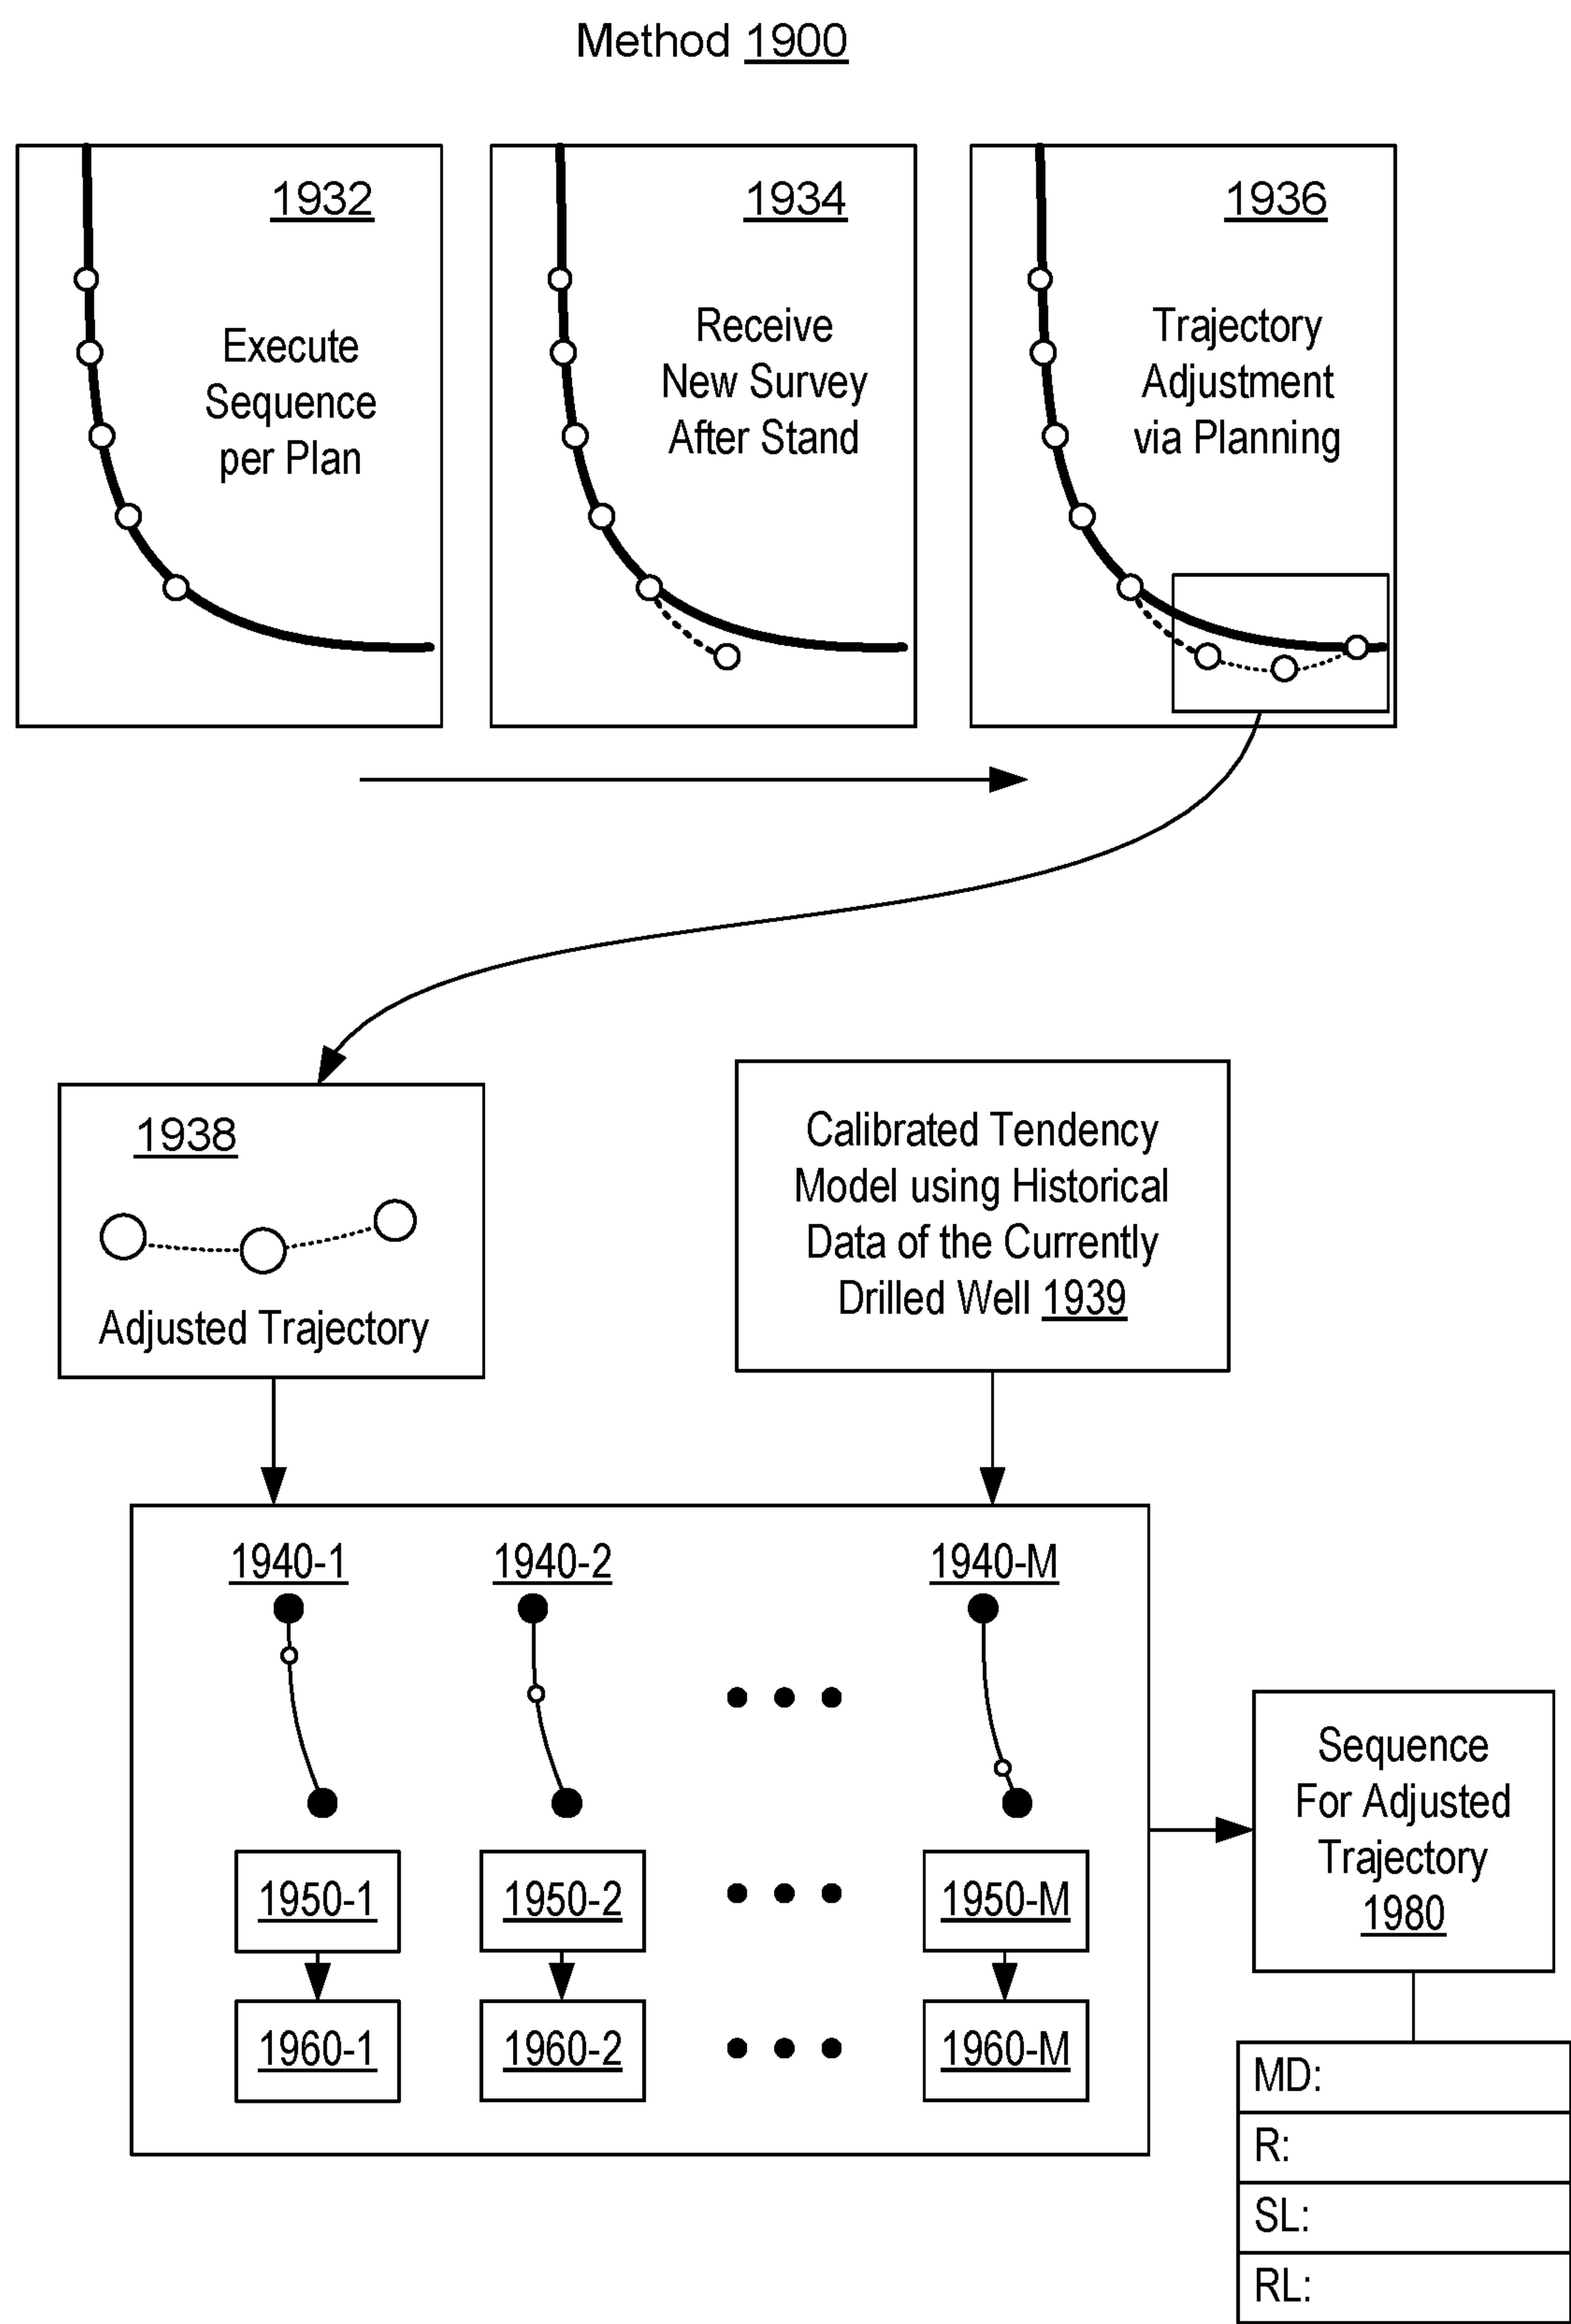 Method 1900
1932
Execute
Sequence
per Plan
1934
Receive
New Survey
After Stand
1936
Trajectory
Adjustment
via Planning
1938
Adjusted Trajectory
Calibrated Tendency
Model using Historical
Data of the Currently
Drilled Well 1939
1940-1
1940-2
1940-M
1950-1
1950-2
1950-M
1960-1
1960-2
1960-M
Sequence
For Adjusted
Trajectory
1980
MD:
R:
SL:
RL: